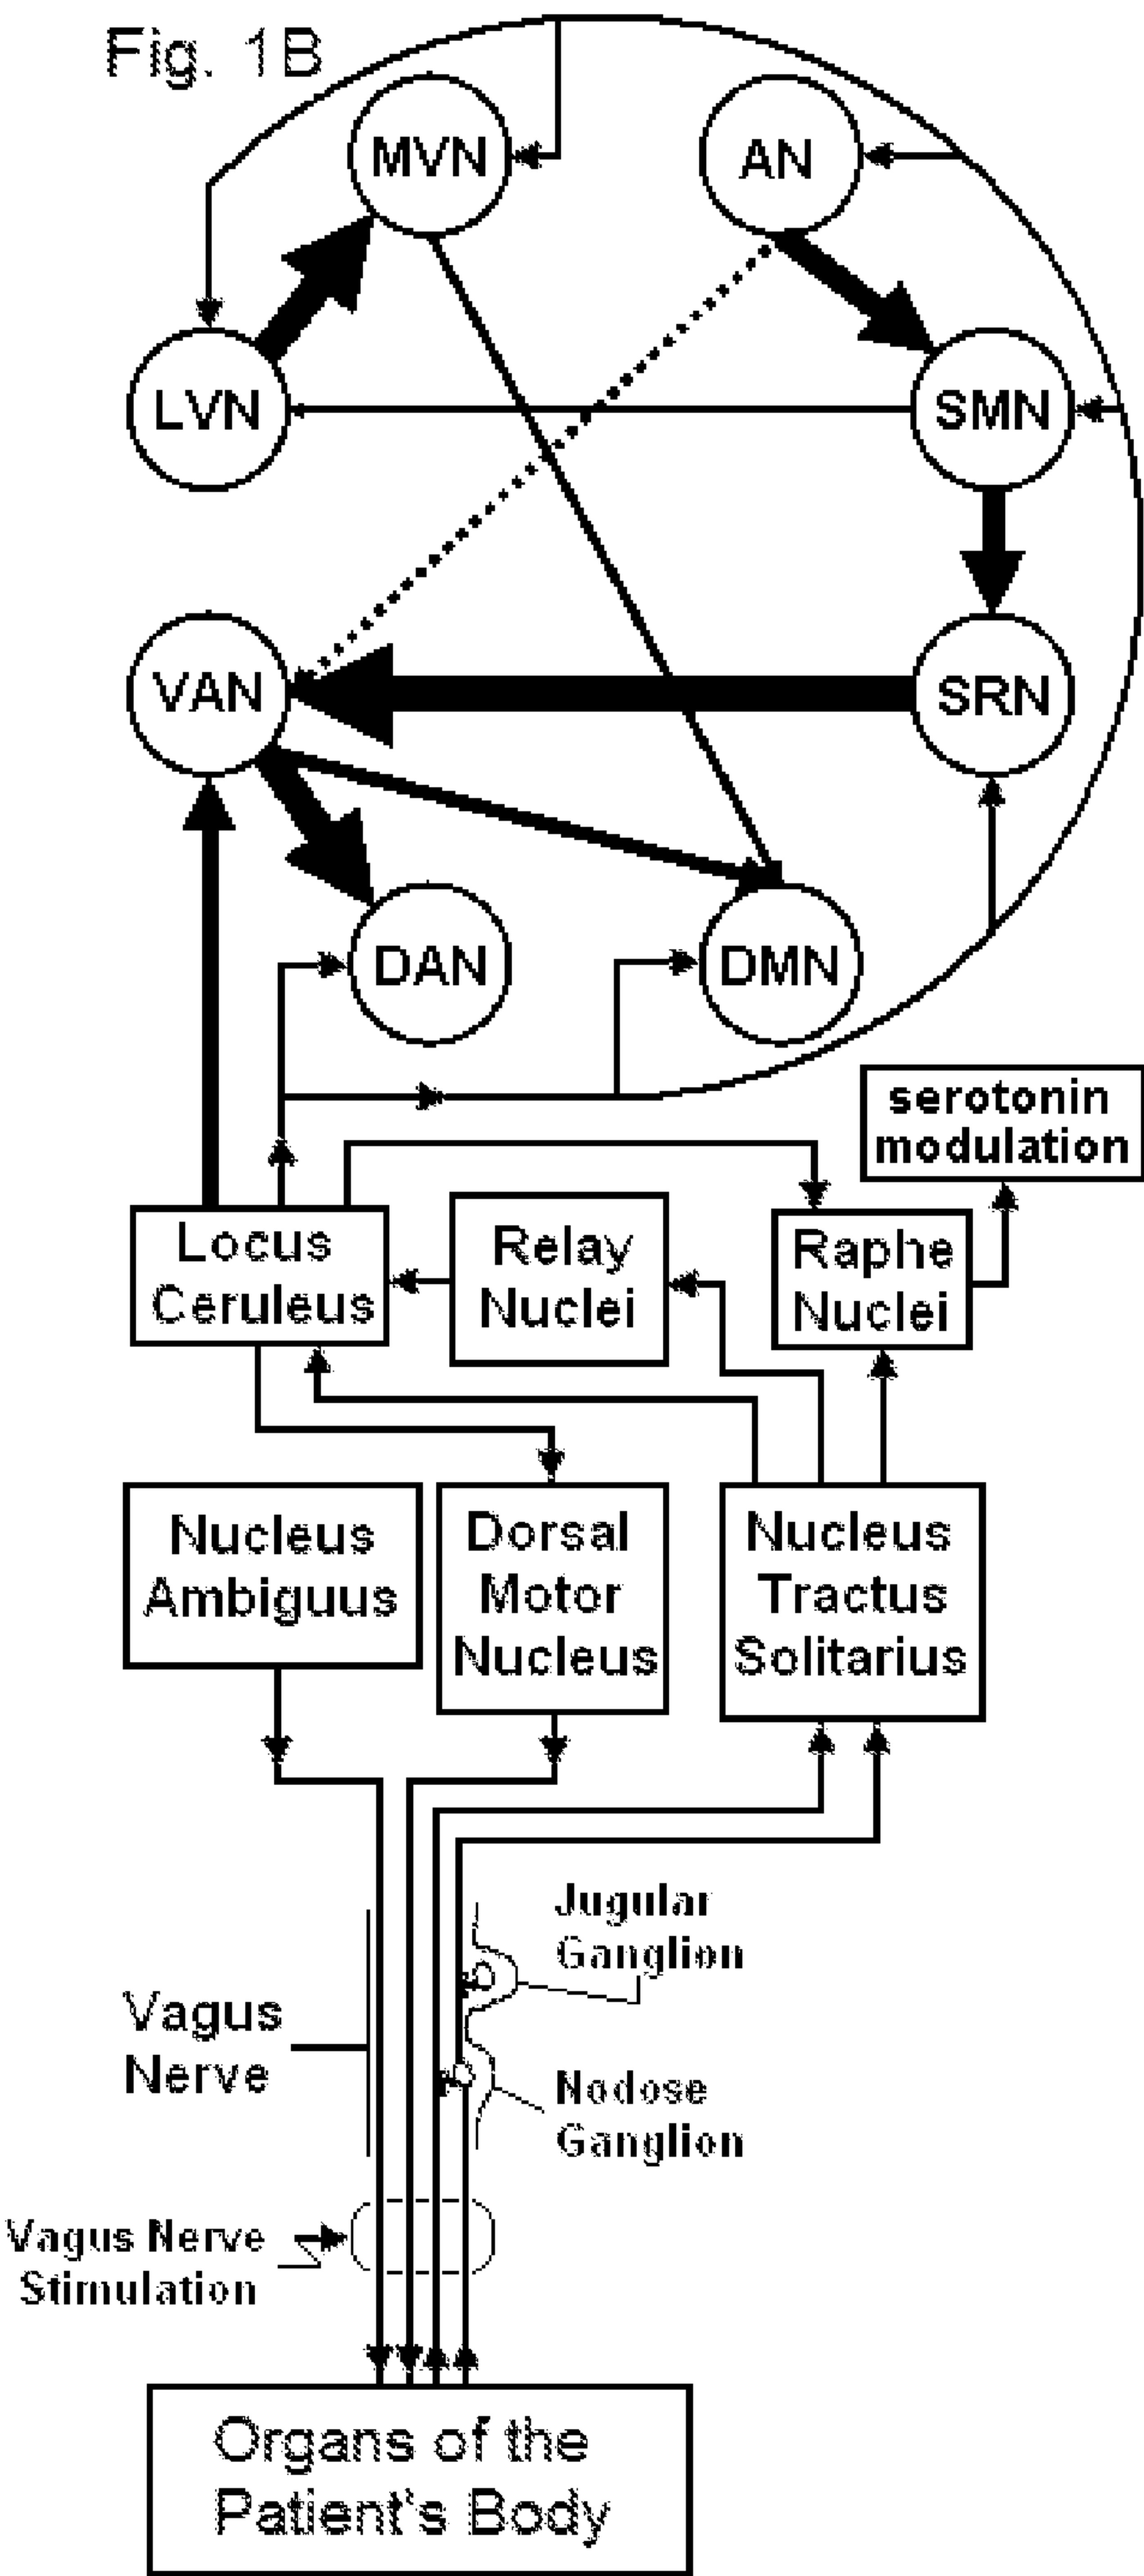 Fig. 1B
MVN
AN
LVN
SMN
VAN
SRN
DAN
DMN
serotonin
modulation
Locus
Ceruleus
Relay
Nuclei
Raphe
Nuclei
Nucleus
Ambiguus
Dorsal
Motor
Nucleus
Nucleus
Tractus
Solitarius
Jugular
Ganglion
Vagus
Nerve
Nodose
Ganglion
Vagus Nerve
Stimulation
Organs of the
Patient's Body